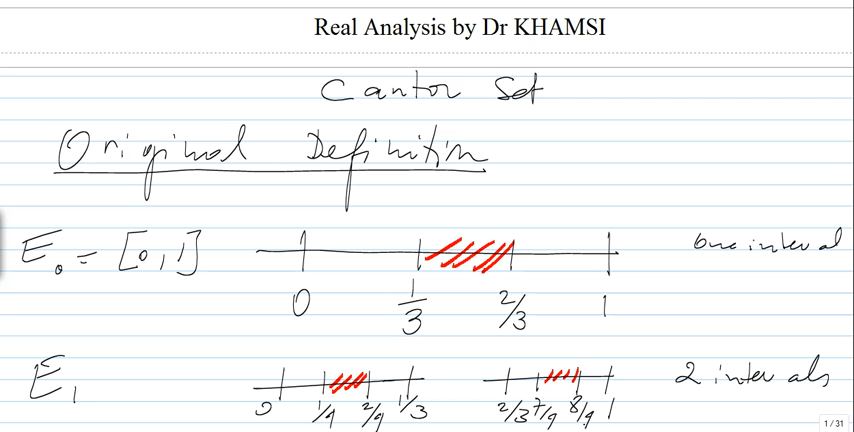 Real Analysis by Dr KHAMSI
Cantor Set
Original Definition
E₀ = [0,1] one interval
0 1/3 2/3 1
E₁ 2 intervals
0 1/9 2/9 1/3 2/3 7/9 8/9 1
1 / 31